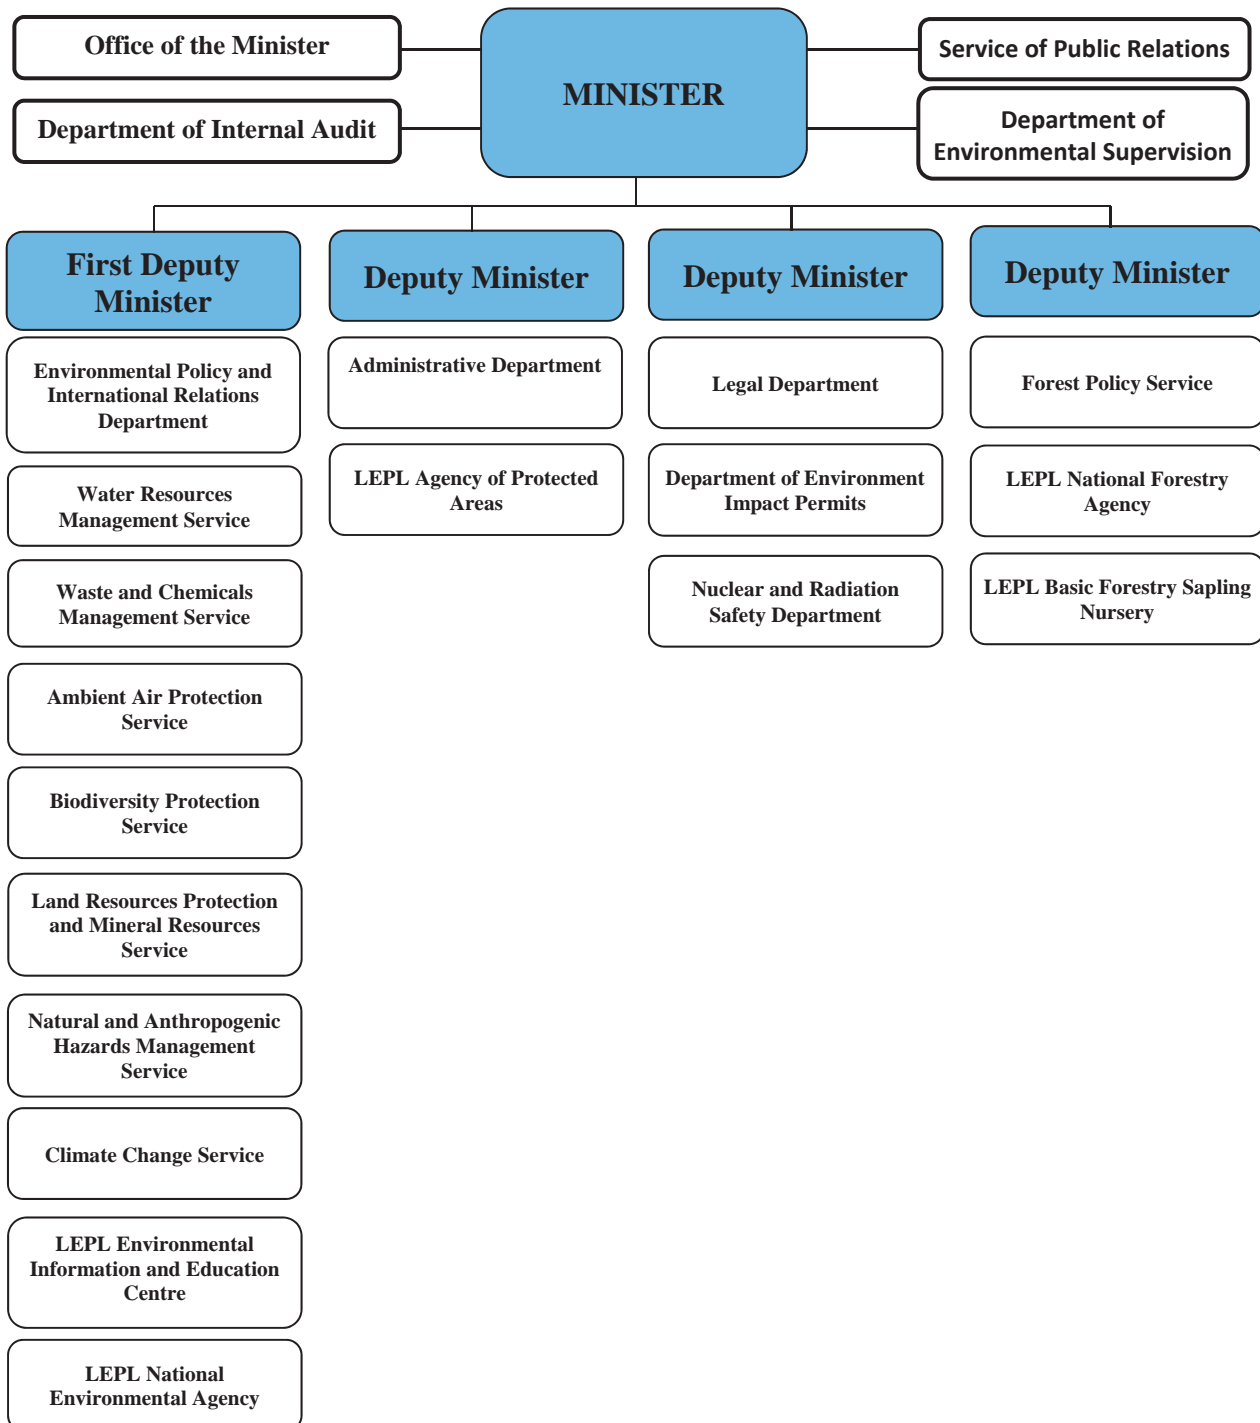 Office of the Minister
Department of Internal Audit
MINISTER
Service of Public Relations
Department of
Environmental Supervision
First Deputy
Minister
Environmental Policy and
International Relations
Department
Water Resources
Management Service
Waste and Chemicals
Management Service
Ambient Air Protection
Service
Biodiversity Protection
Service
Land Resources Protection
and Mineral Resources
Service
Natural and Anthropogenic
Hazards Management
Service
Climate Change Service
LEPL Environmental
Information and Education
Centre
LEPL National
Environmental Agency
Deputy Minister
Administrative Department
LEPL Agency of Protected
Areas
Deputy Minister
Legal Department
Department of Environment
Impact Permits
Nuclear and Radiation
Safety Department
Deputy Minister
Forest Policy Service
LEPL National Forestry
Agency
LEPL Basic Forestry Sapling
Nursery